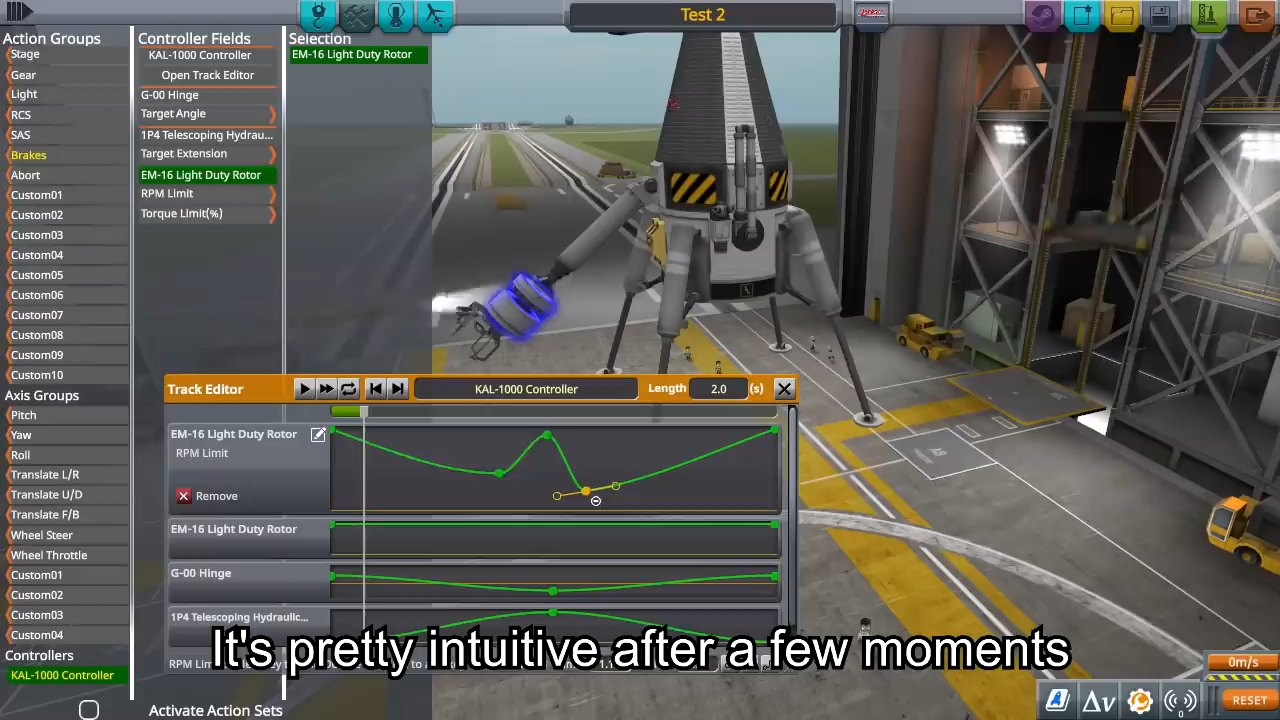 Test 2
Action Groups
Stage
Gear
Light
RCS
SAS
Brakes
Abort
Custom01
Custom02
Custom03
Custom04
Custom05
Custom06
Custom07
Custom08
Custom09
Custom10
Axis Groups
Pitch
Yaw
Roll
Translate L/R
Translate U/D
Translate F/B
Wheel Steer
Wheel Throttle
Custom01
Custom02
Custom03
Custom04
Controllers
KAL-1000 Controller
Controller Fields
KAL-1000 Controller
Open Track Editor
G-00 Hinge
Target Angle
1P4 Telescoping Hydrau...
Target Extension
EM-16 Light Duty Rotor
RPM Limit
Torque Limit(%)
Selection
EM-16 Light Duty Rotor
Track Editor
KAL-1000 Controller
Length 2.0 (s)
EM-16 Light Duty Rotor
RPM Limit
Remove
EM-16 Light Duty Rotor
G-00 Hinge
1P4 Telescoping Hydraulic...
RPM Lim
It's pretty intuitive after a few moments
Activate Action Sets
0m/s
Δv
RESET